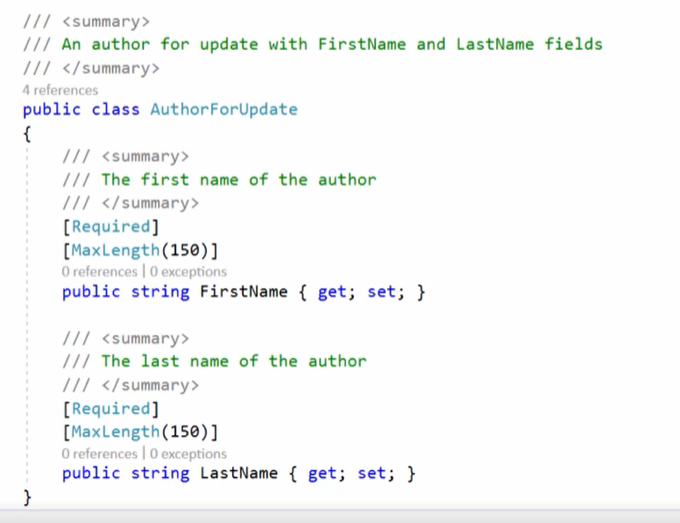 /// <summary>
/// An author for update with FirstName and LastName fields
/// </summary>
4 references
public class AuthorForUpdate
{
/// <summary>
/// The first name of the author
/// </summary>
[Required]
[MaxLength(150)]
0 references | 0 exceptions
public string FirstName { get; set; }
/// <summary>
/// The last name of the author
/// </summary>
[Required]
[MaxLength(150)]
0 references | 0 exceptions
public string LastName { get; set; }
}